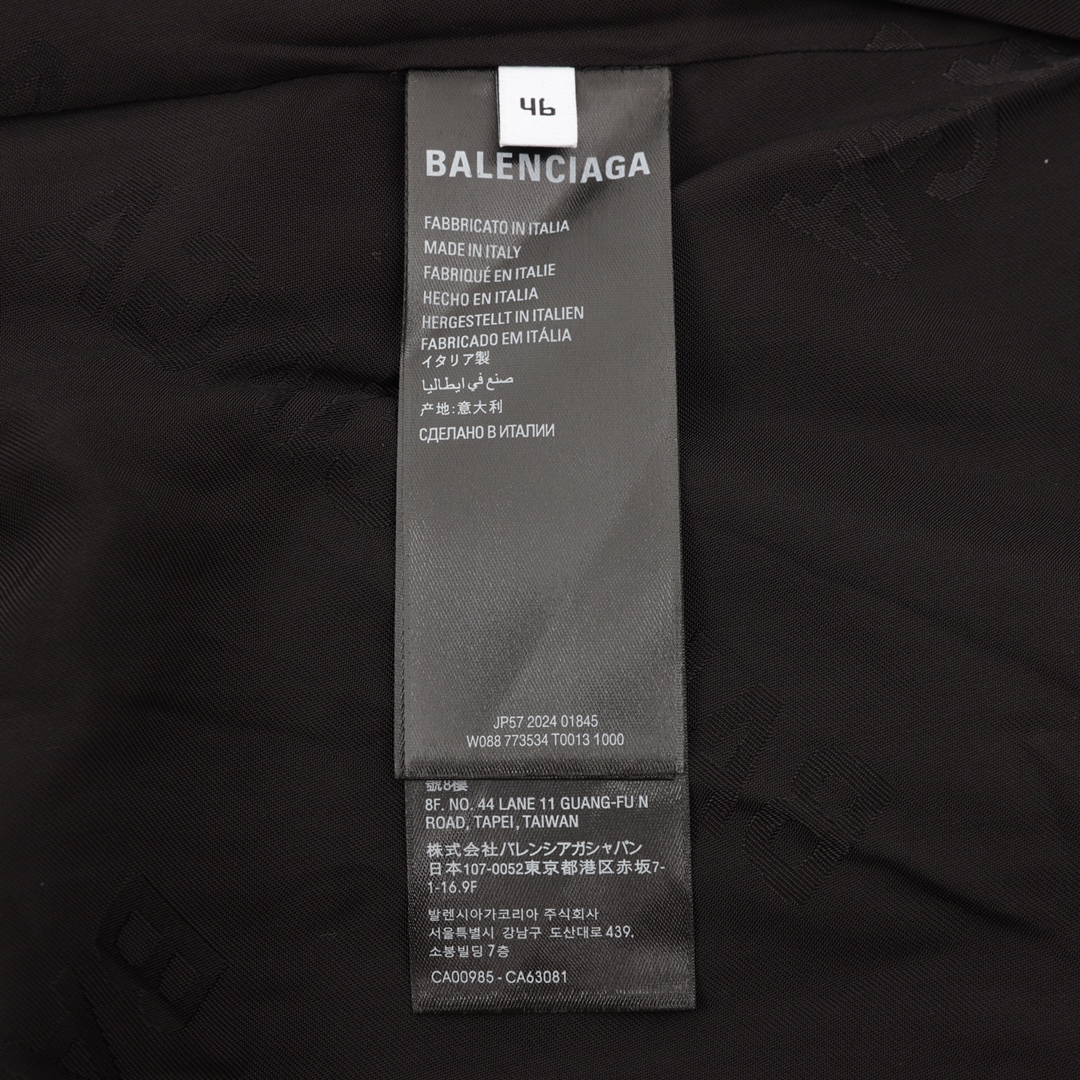 46
BALENCIAGA
FABBRICATO IN ITALIA
MADE IN ITALY
FABRIQUÉ EN ITALIE
HECHO EN ITALIA
HERGESTELLT IN ITALIEN
FABRICADO EM ITÁLIA
イタリア製
صنع في ايطاليا
产地:意大利
СДЕЛАНО В ИТАЛИИ
JP57 2024 01845
W088 773534 T0013 1000
號8樓
8F. NO. 44 LANE 11 GUANG-FU N
ROAD, TAPEI, TAIWAN
株式会社バレンシアガジャパン
日本107-0052東京都港区赤坂7-
1-16.9F
발렌시아가코리아 주식회사
서울특별시 강남구 도산대로 439,
소봉빌딩 7층
CA00985 - CA63081